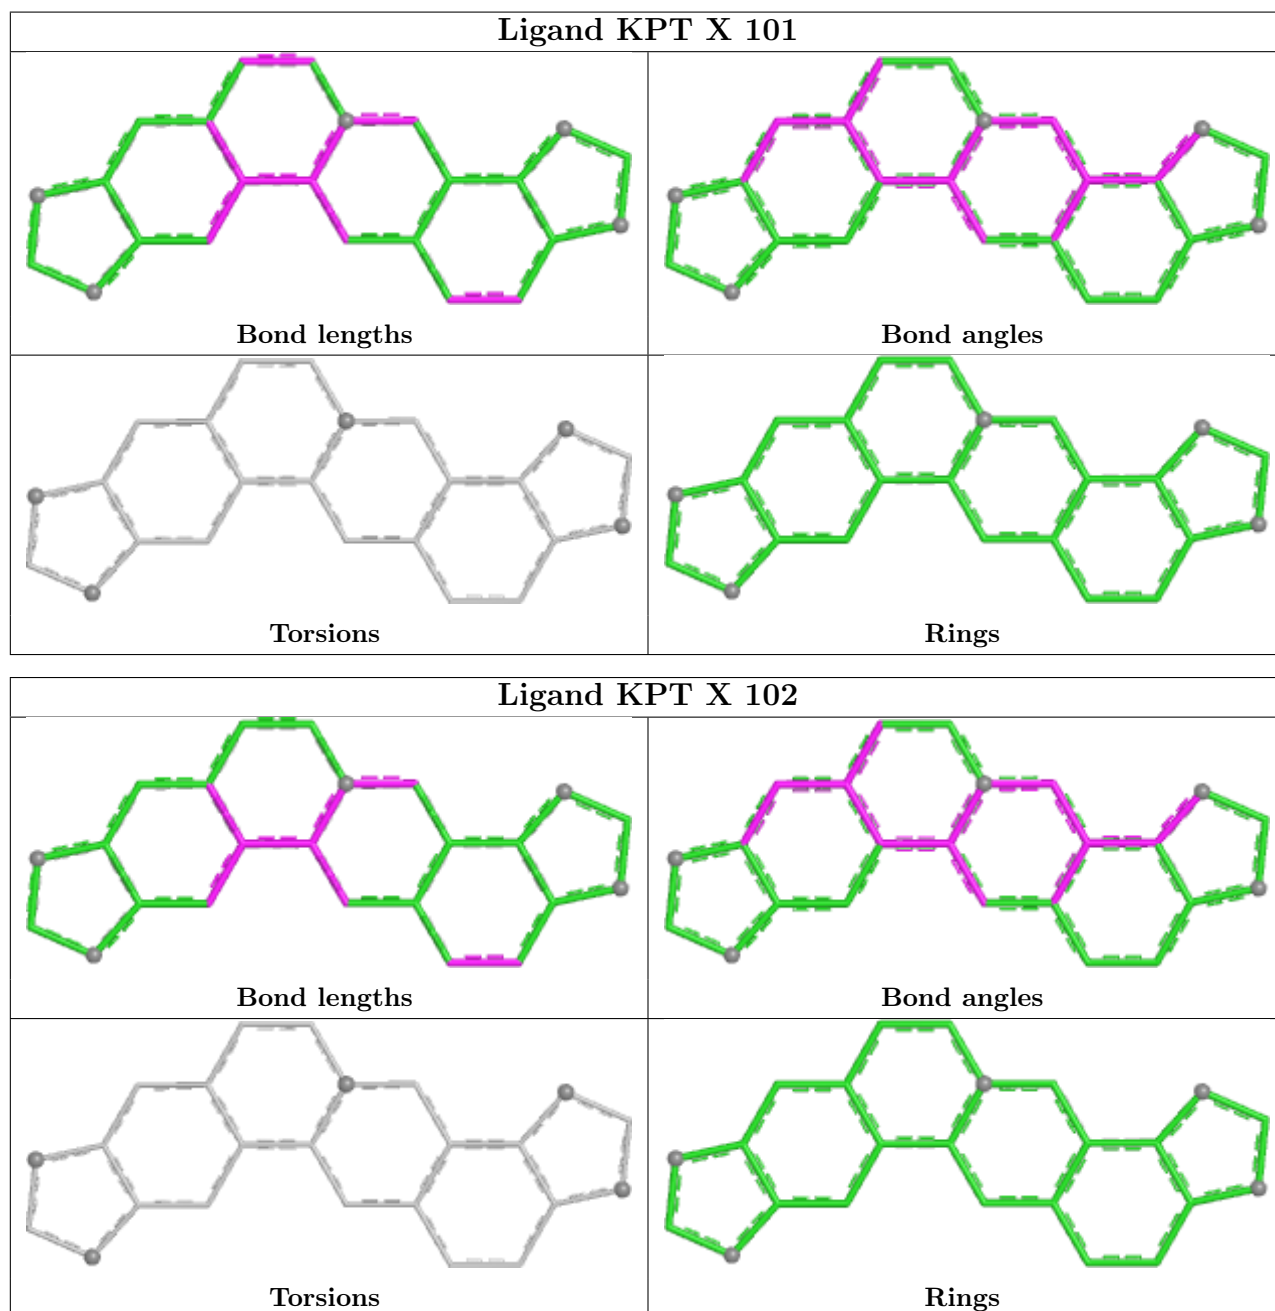 Ligand KPT X 101
Bond lengths
Bond angles
Torsions
Rings
Ligand KPT X 102
Bond lengths
Bond angles
Torsions
Rings